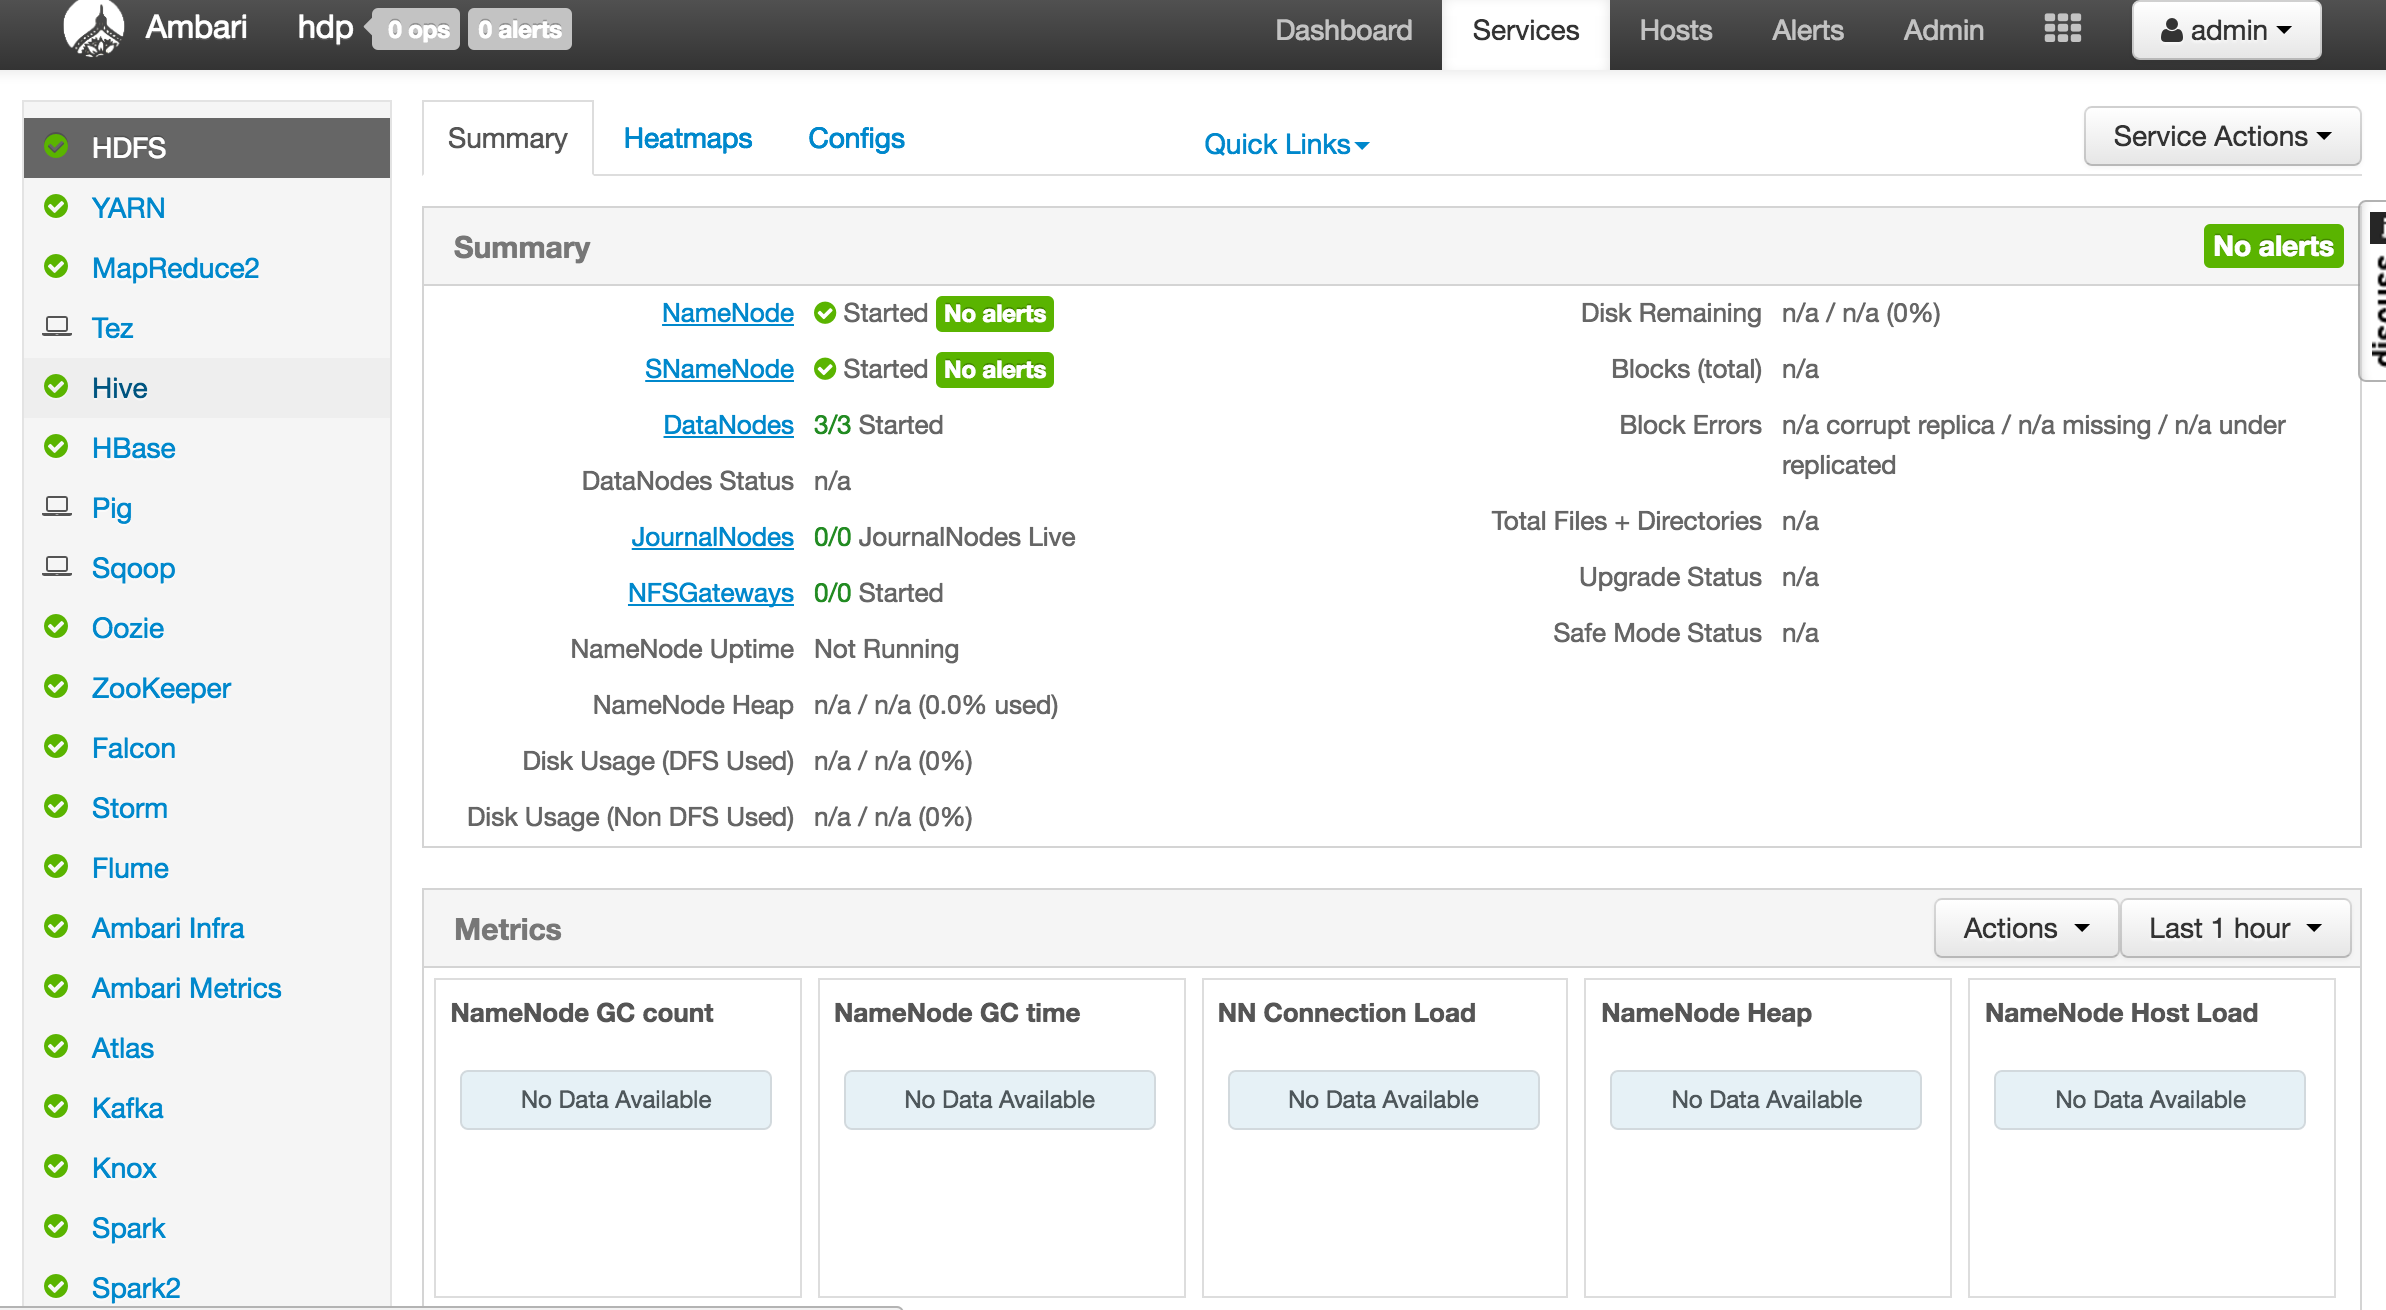 Ambari hdp 0 ops 0 alerts Dashboard Services Hosts Alerts Admin admin
HDFS
YARN
MapReduce2
Tez
Hive
HBase
Pig
Sqoop
Oozie
ZooKeeper
Falcon
Storm
Flume
Ambari Infra
Ambari Metrics
Atlas
Kafka
Knox
Spark
Spark2
Summary Heatmaps Configs Quick Links Service Actions
Summary No alerts
NameNode Started No alerts
SNameNode Started No alerts
DataNodes 3/3 Started
DataNodes Status n/a
JournalNodes 0/0 JournalNodes Live
NFSGateways 0/0 Started
NameNode Uptime Not Running
NameNode Heap n/a / n/a (0.0% used)
Disk Usage (DFS Used) n/a / n/a (0%)
Disk Usage (Non DFS Used) n/a / n/a (0%)
Disk Remaining n/a / n/a (0%)
Blocks (total) n/a
Block Errors n/a corrupt replica / n/a missing / n/a under
replicated
Total Files + Directories n/a
Upgrade Status n/a
Safe Mode Status n/a
discuss
Metrics Actions Last 1 hour
NameNode GC count
No Data Available
NameNode GC time
No Data Available
NN Connection Load
No Data Available
NameNode Heap
No Data Available
NameNode Host Load
No Data Available